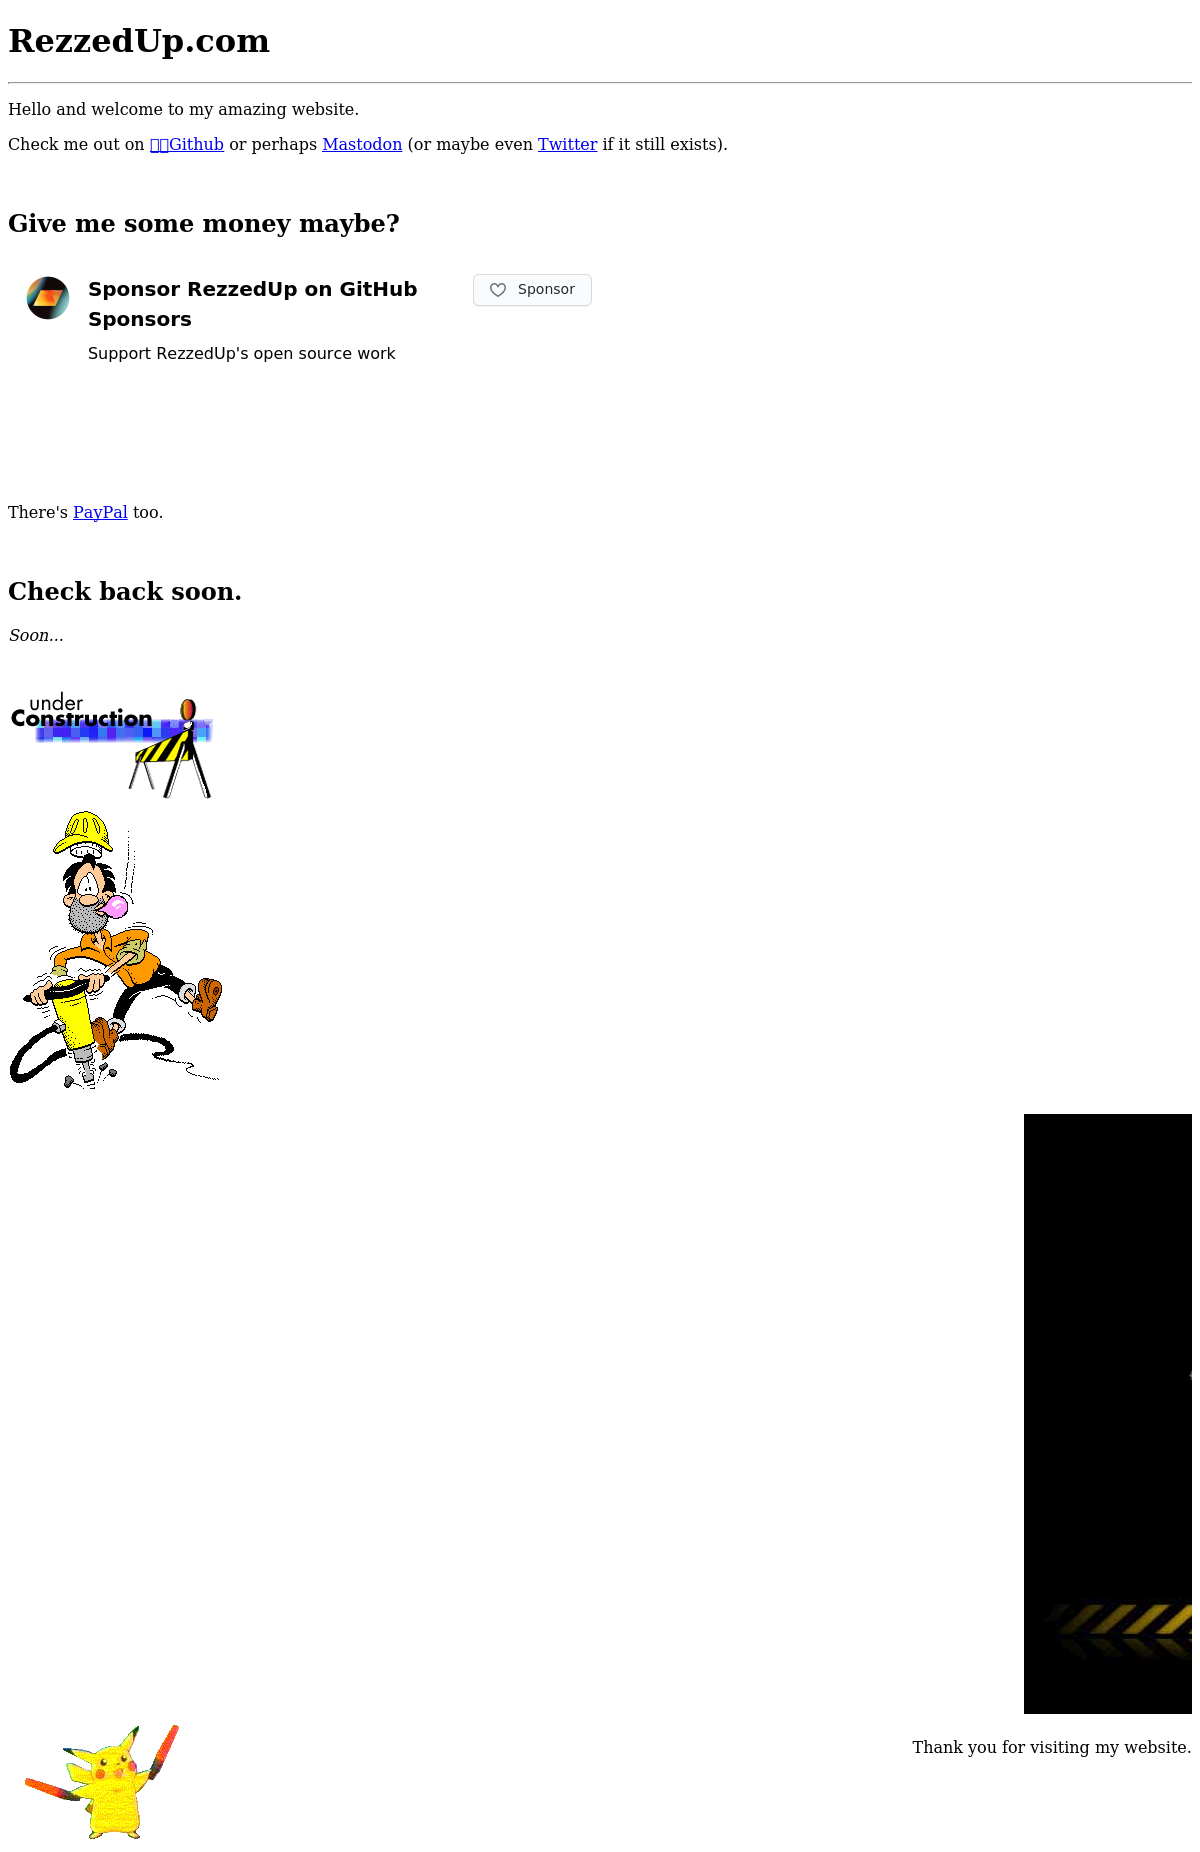 RezzedUp.com
Hello and welcome to my amazing website.
Check me out on Github or perhaps Mastodon (or maybe even Twitter if it still exists).
Give me some money maybe?
Sponsor RezzedUp on GitHub
Sponsors
Sponsor
Support RezzedUp's open source work
There's PayPal too.
Check back soon.
Soon...
under
Construction
Thank you for visiting my website.